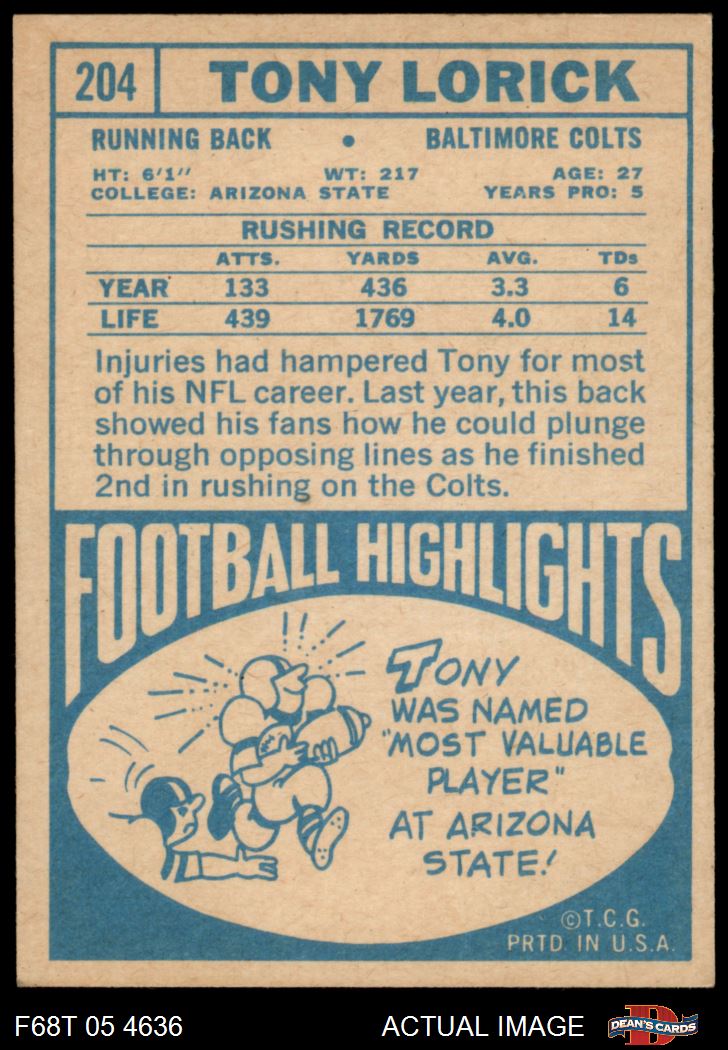 204 TONY LORICK
RUNNING BACK • BALTIMORE COLTS
HT: 6'1" WT: 217 AGE: 27
COLLEGE: ARIZONA STATE YEARS PRO: 5
RUSHING RECORD
ATTS. YARDS AVG. TDs
YEAR 133 436 3.3 6
LIFE 439 1769 4.0 14
Injuries had hampered Tony for most
of his NFL career. Last year, this back
showed his fans how he could plunge
through opposing lines as he finished
2nd in rushing on the Colts.
FOOTBALL HIGHLIGHTS
TONY
WAS NAMED
"MOST VALUABLE
PLAYER"
AT ARIZONA
STATE!
©T.C.G.
PRTD. IN U.S.A.
F68T 05 4636 ACTUAL IMAGE D DEAN'S CARDS